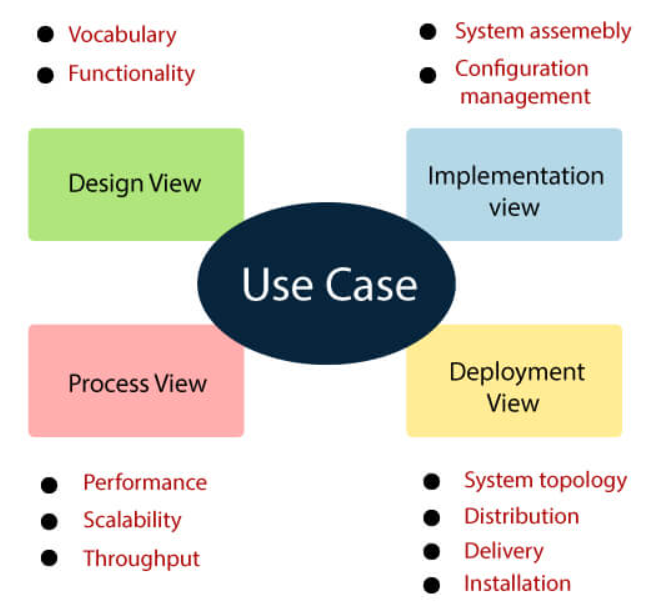 Vocabulary
Functionality
System assemebly
Configuration
management
Design View
Implementation
view
Use Case
Process View
Deployment
View
Performance
Scalability
Throughput
System topology
Distribution
Delivery
Installation